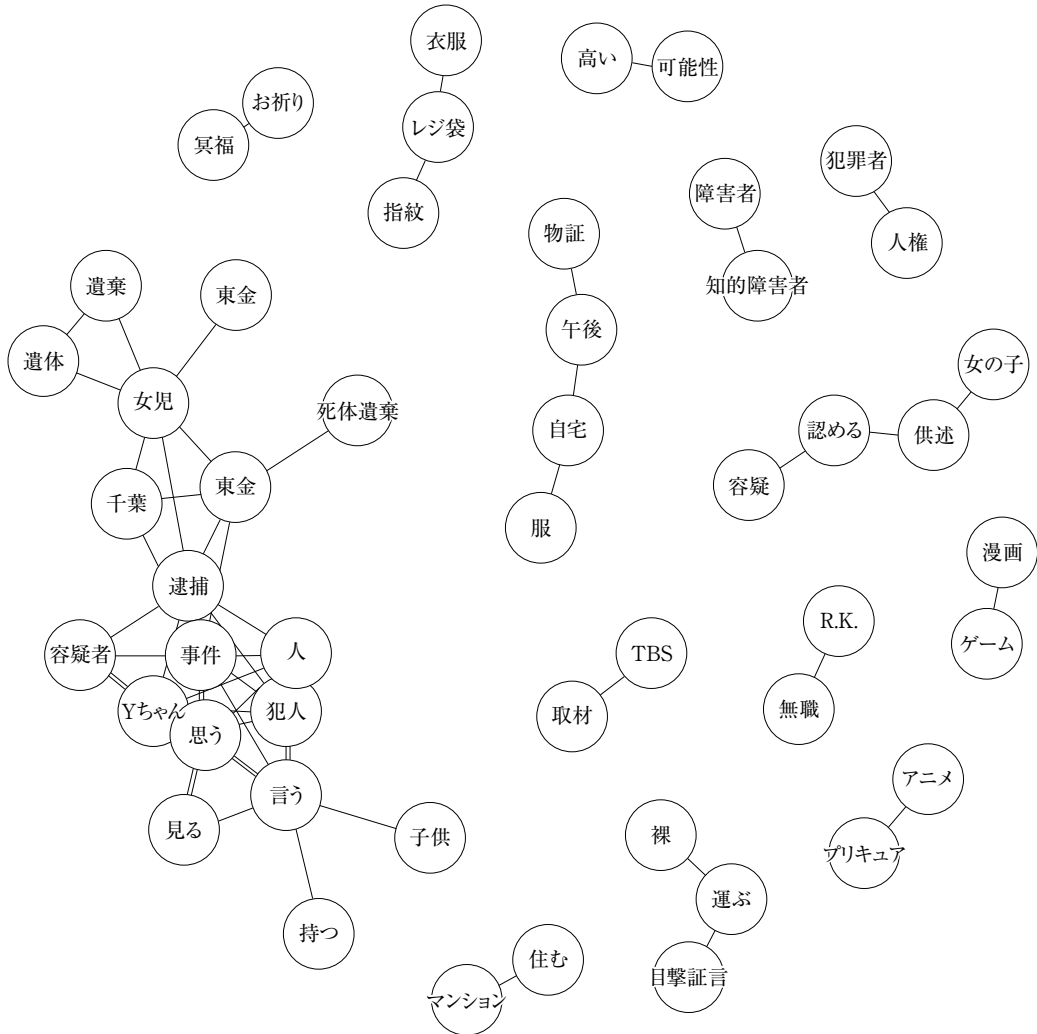 衣服
高い
可能性
お祈り
冥福
レジ袋
指紋
犯罪者
人権
障害者
知的障害者
物証
午後
自宅
服
遺棄
東金
遺体
女児
死体遺棄
東金
千葉
逮捕
容疑者
事件
人
Yちゃん
犯人
思う
言う
見る
子供
持つ
女の子
認める
供述
容疑
漫画
ゲーム
R.K.
無職
TBS
取材
アニメ
プリキュア
裸
運ぶ
目撃証言
住む
マンション